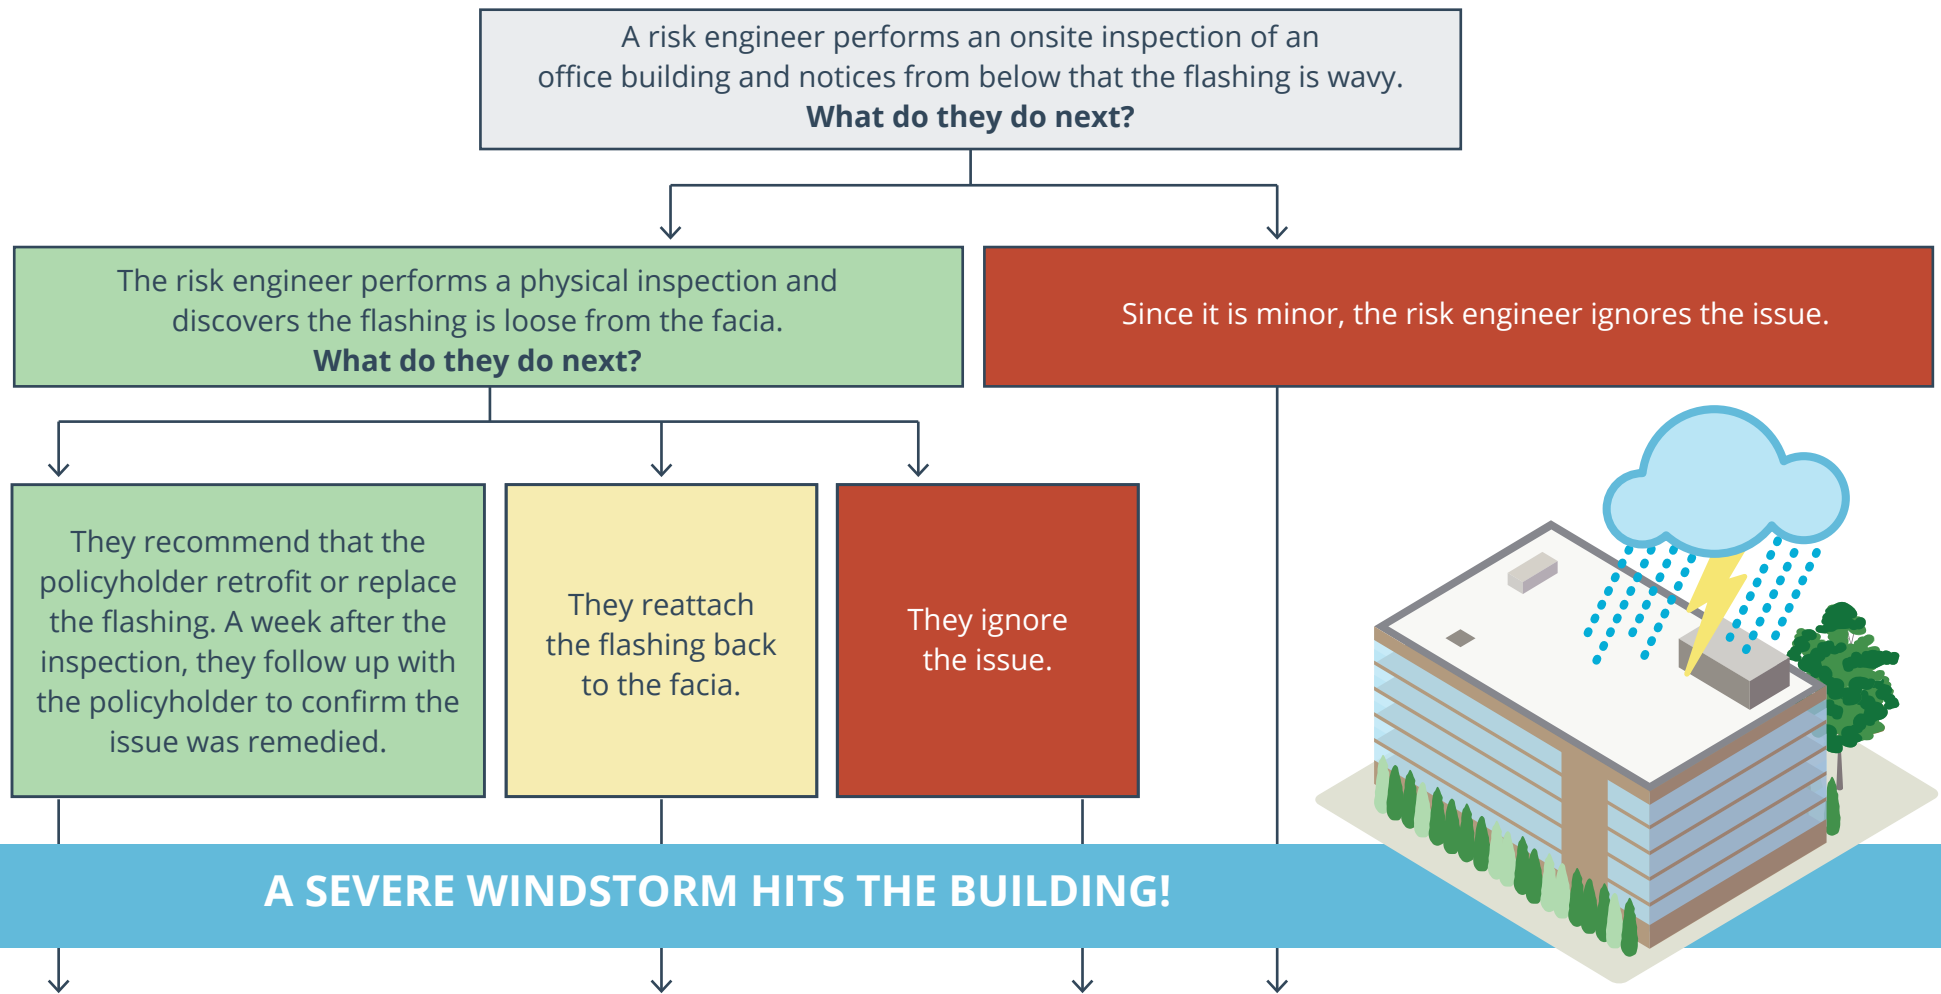 A risk engineer performs an onsite inspection of an
office building and notices from below that the flashing is wavy.
What do they do next?
The risk engineer performs a physical inspection and
discovers the flashing is loose from the facia.
What do they do next?
Since it is minor, the risk engineer ignores the issue.
They recommend that the
policyholder retrofit or replace
the flashing. A week after the
inspection, they follow up with
the policyholder to confirm the
issue was remedied.
They reattach
the flashing back
to the facia.
They ignore
the issue.
A SEVERE WINDSTORM HITS THE BUILDING!